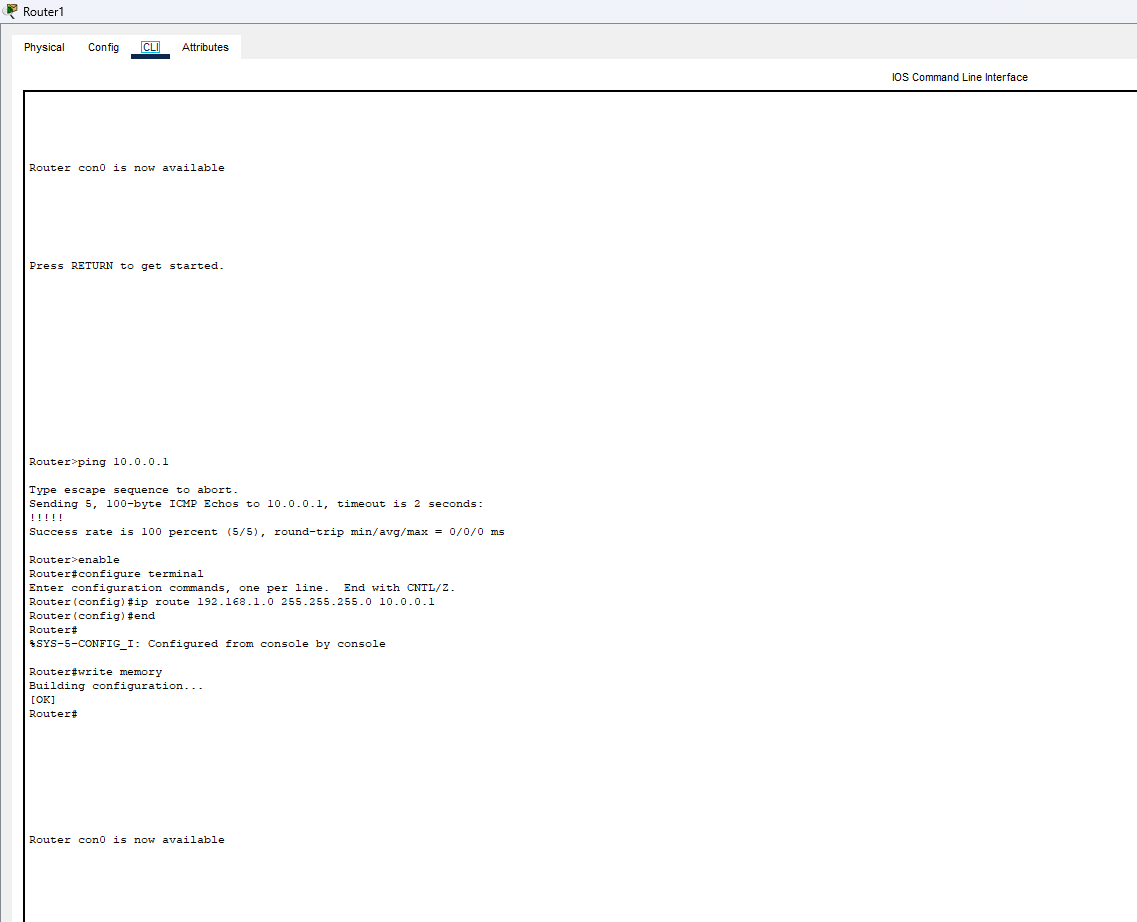 Router1
Physical Config CLI Attributes
IOS Command Line Interface
Router con0 is now available
Press RETURN to get started.
Router>ping 10.0.0.1
Type escape sequence to abort.
Sending 5, 100-byte ICMP Echos to 10.0.0.1, timeout is 2 seconds:
!!!!!
Success rate is 100 percent (5/5), round-trip min/avg/max = 0/0/0 ms
Router>enable
Router#configure terminal
Enter configuration commands, one per line.  End with CNTL/Z.
Router(config)#ip route 192.168.1.0 255.255.255.0 10.0.0.1
Router(config)#end
Router#
%SYS-5-CONFIG_I: Configured from console by console
Router#write memory
Building configuration...
[OK]
Router#
Router con0 is now available